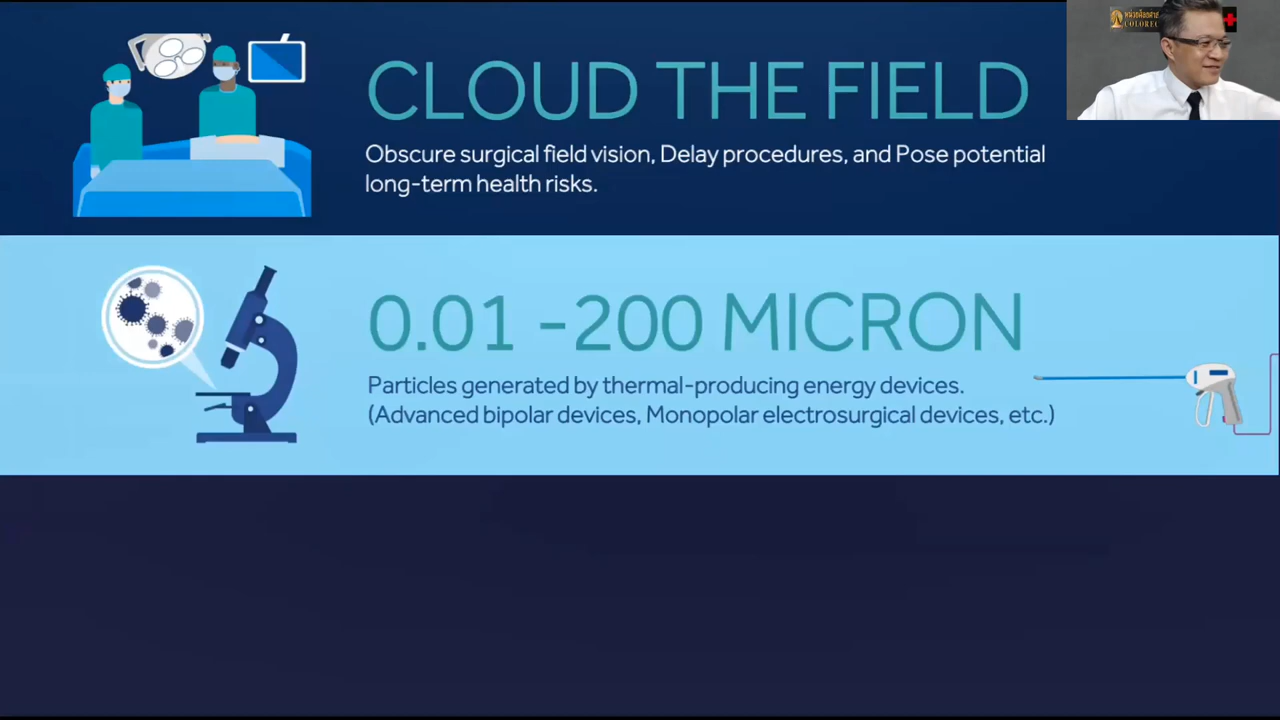 CLOUD THE FIELD
Obscure surgical field vision, Delay procedures, and Pose potential
long-term health risks.
0.01 -200 MICRON
Particles generated by thermal-producing energy devices.
(Advanced bipolar devices, Monopolar electrosurgical devices, etc.)